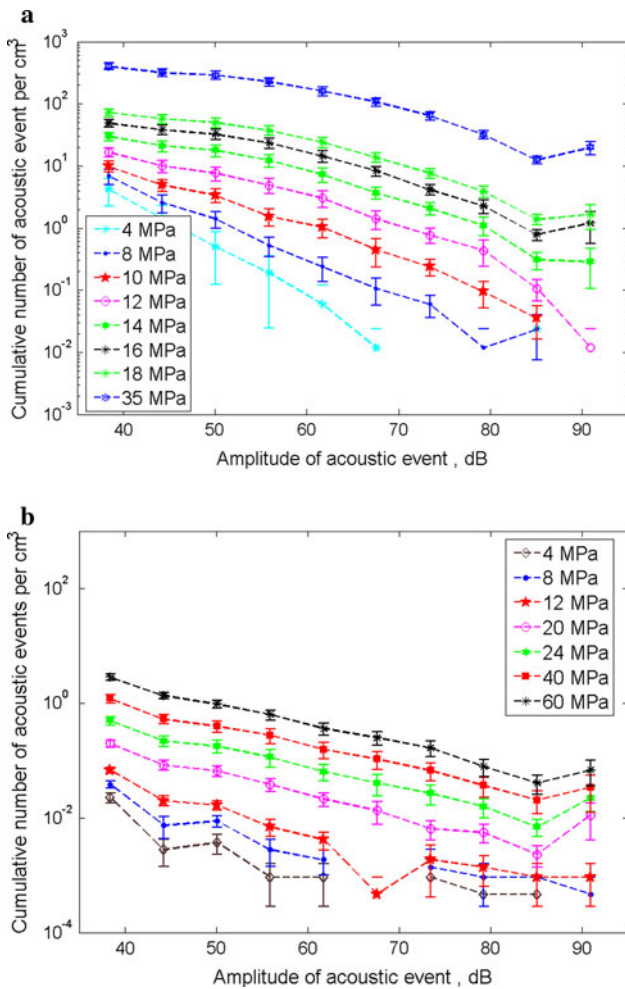 a
Cumulative number of acoustic event per cm³
10³
10²
10¹
10⁰
10⁻¹
10⁻²
10⁻³
4 MPa
8 MPa
10 MPa
12 MPa
14 MPa
16 MPa
18 MPa
35 MPa
40 50 60 70 80 90
Amplitude of acoustic event , dB
b
Cumulative number of acoustic events per cm³
10²
10⁰
10⁻²
10⁻⁴
4 MPa
8 MPa
12 MPa
20 MPa
24 MPa
40 MPa
60 MPa
40 50 60 70 80 90
Amplitude of acoustic event , dB